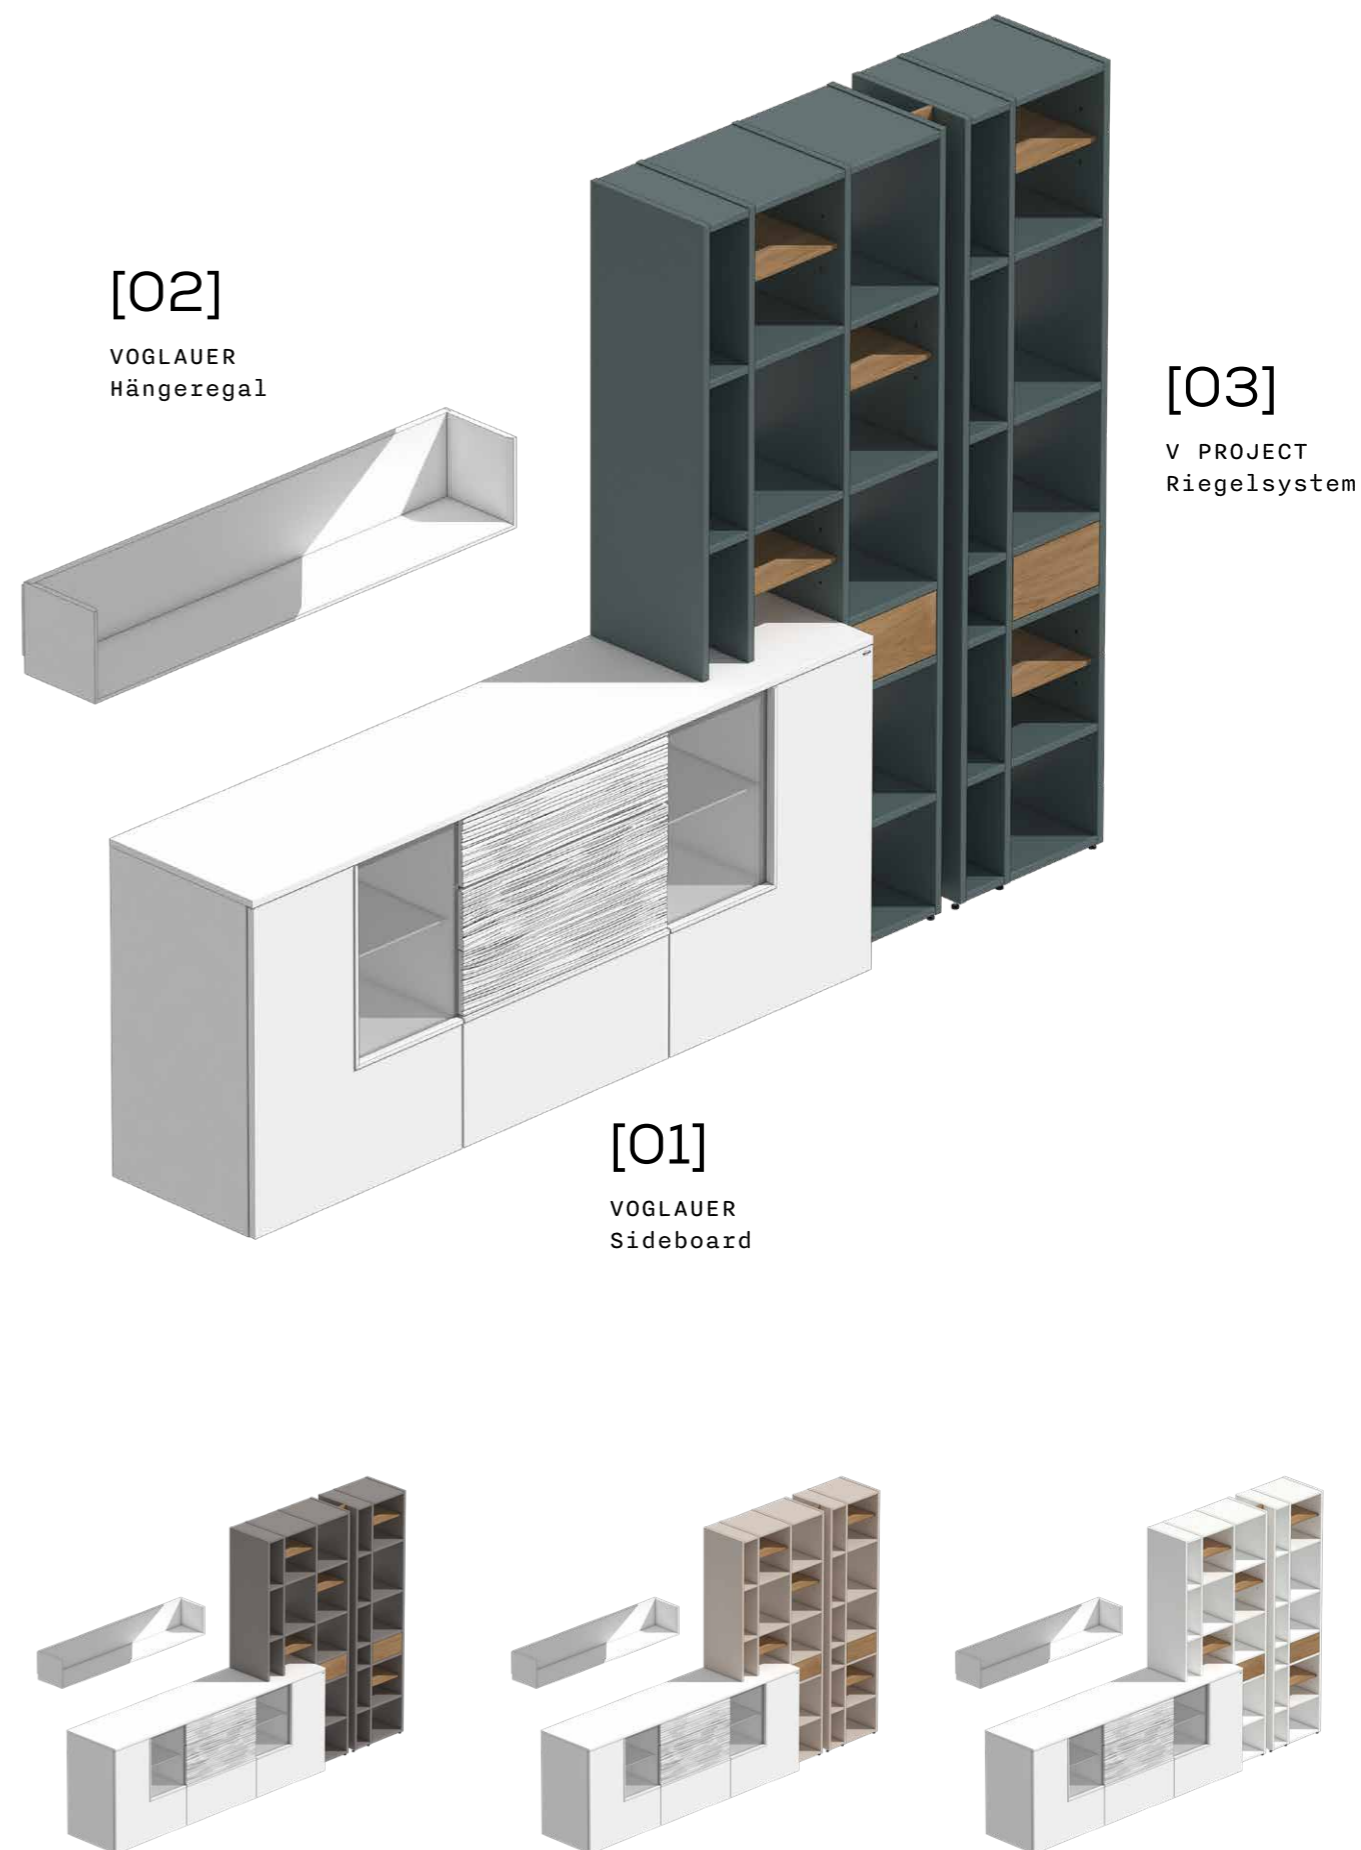 [02]
VOGLAUER
Hängeregal
[03]
V PROJECT
Riegelsystem
[01]
VOGLAUER
Sideboard